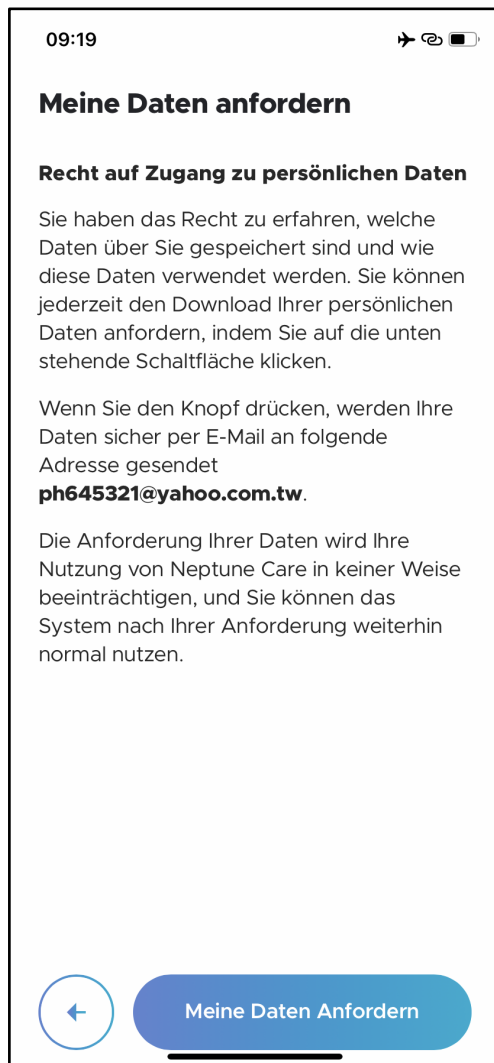 09:19
Meine Daten anfordern
Recht auf Zugang zu persönlichen Daten
Sie haben das Recht zu erfahren, welche
Daten über Sie gespeichert sind und wie
diese Daten verwendet werden. Sie können
jederzeit den Download Ihrer persönlichen
Daten anfordern, indem Sie auf die unten
stehende Schaltfläche klicken.
Wenn Sie den Knopf drücken, werden Ihre
Daten sicher per E-Mail an folgende
Adresse gesendet
ph645321@yahoo.com.tw.
Die Anforderung Ihrer Daten wird Ihre
Nutzung von Neptune Care in keiner Weise
beeinträchtigen, und Sie können das
System nach Ihrer Anforderung weiterhin
normal nutzen.
Meine Daten Anfordern